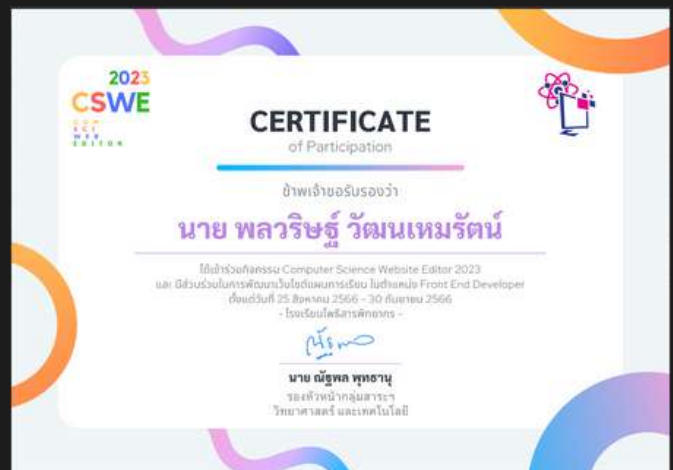 2023
CSWE
COM
SCI
WEB
EDITOR
CERTIFICATE
of Participation
ข้าพเจ้าขอรับรองว่า
นาย พลวริษฐ์ วัฒนเหมรัตน์
ได้เข้าร่วมกิจกรรม Computer Science Website Editor 2023
และ มีส่วนร่วมในการพัฒนาเว็บไซต์แผนการเรียน ในตำแหน่ง Front End Developer
ตั้งแต่วันที่ 25 สิงหาคม 2566 - 30 กันยายน 2566
- โรงเรียนโพธิสารพิทยากร -
นาย ณัฐพล พุทธานุ
รองหัวหน้ากลุ่มสาระฯ
วิทยาศาสตร์ และเทคโนโลยี